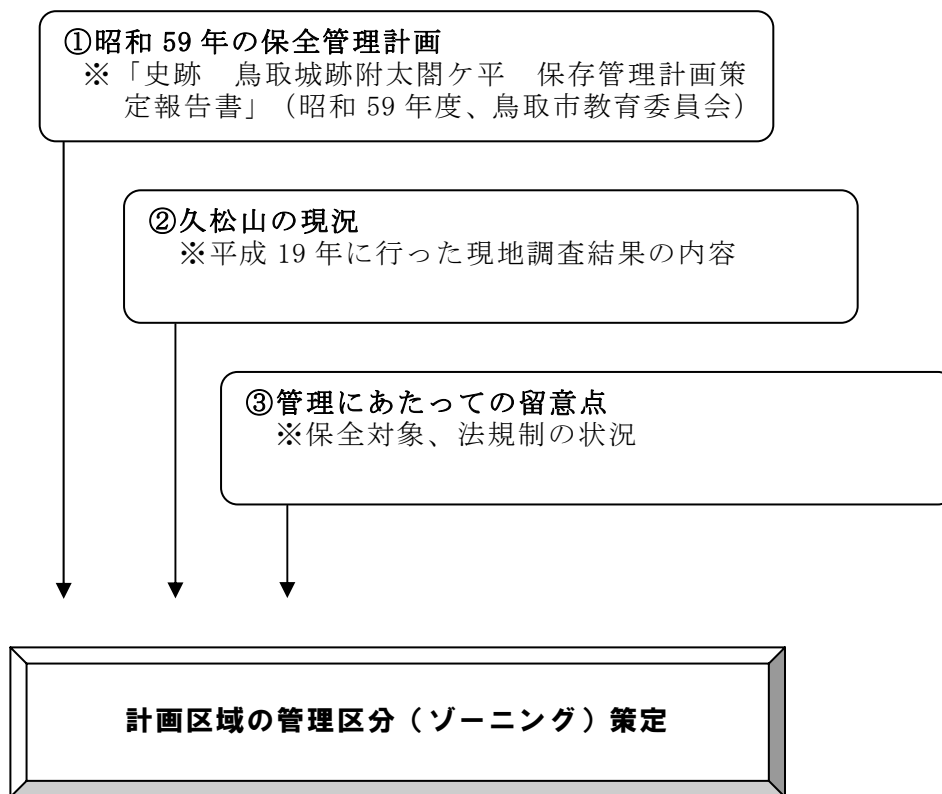 ①昭和 59 年の保全管理計画
※「史跡　鳥取城跡附太閤ケ平　保存管理計画策
定報告書」（昭和 59 年度、鳥取市教育委員会）
②久松山の現況
※平成 19 年に行った現地調査結果の内容
③管理にあたっての留意点
※保全対象、法規制の状況
計画区域の管理区分（ゾーニング）策定